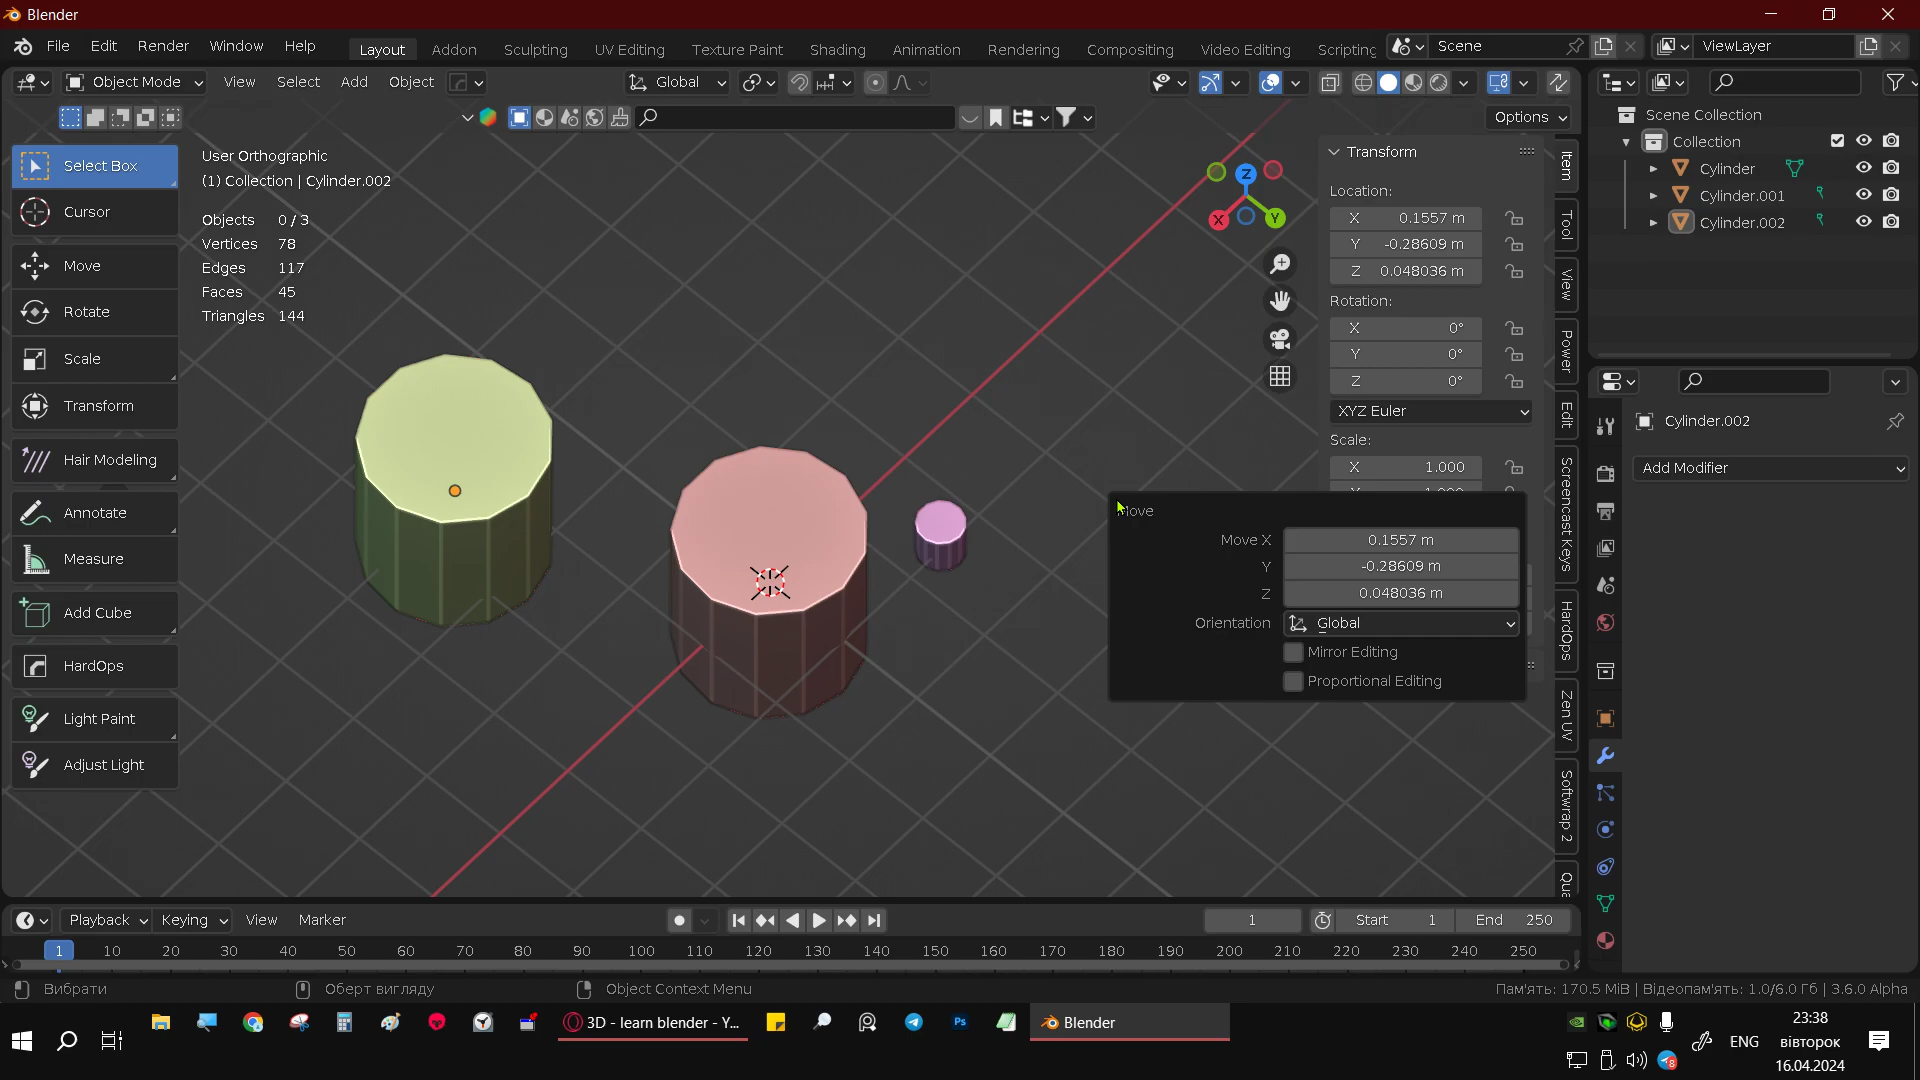 Blender
File Edit Render Window Help
Layout Addon Sculpting UV Editing Texture Paint Shading Animation Rendering Compositing Video Editing Scripting
Scene
ViewLayer
Object Mode View Select Add Object
Global
Options
Select Box
Cursor
Move
Rotate
Scale
Transform
Hair Modeling
Annotate
Measure
Add Cube
HardOps
Light Paint
Adjust Light
User Orthographic
(1) Collection | Cylinder.002
Objects 0 / 3
Vertices 78
Edges 117
Faces 45
Triangles 144
Z
X
Y
Transform
Location:
X 0.1557 m
Y -0.28609 m
Z 0.048036 m
Rotation:
X 0°
Y 0°
Z 0°
XYZ Euler
Scale:
X 1.000
Move
Move X 0.1557 m
Y -0.28609 m
Z 0.048036 m
Orientation Global
Mirror Editing
Proportional Editing
Item
Tool
View
Power
Edit
Screencast Keys
HardOps
Zen UV
Softwrap 2
Scene Collection
Collection
Cylinder
Cylinder.001
Cylinder.002
Cylinder.002
Add Modifier
Playback Keying View Marker
1
Start 1
End 250
1 10 20 30 40 50 60 70 80 90 100 110 120 130 140 150 160 170 180 190 200 210 220 230 240 250
Вибрати
Оберт вигляду
Object Context Menu
Пам'ять: 170.5 MiB | Відеопам'ять: 1.0/6.0 Гб | 3.6.0 Alpha
3D - learn blender - Y...
Ps
Blender
ENG
23:38
вівторок
16.04.2024
8